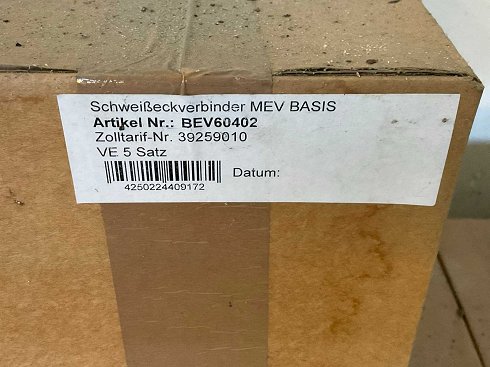 Schweißeckverbinder MEV BASIS
Artikel Nr.: BEV60402
Zolltarif-Nr. 39259010
VE 5 Satz
Datum:
4250224409172